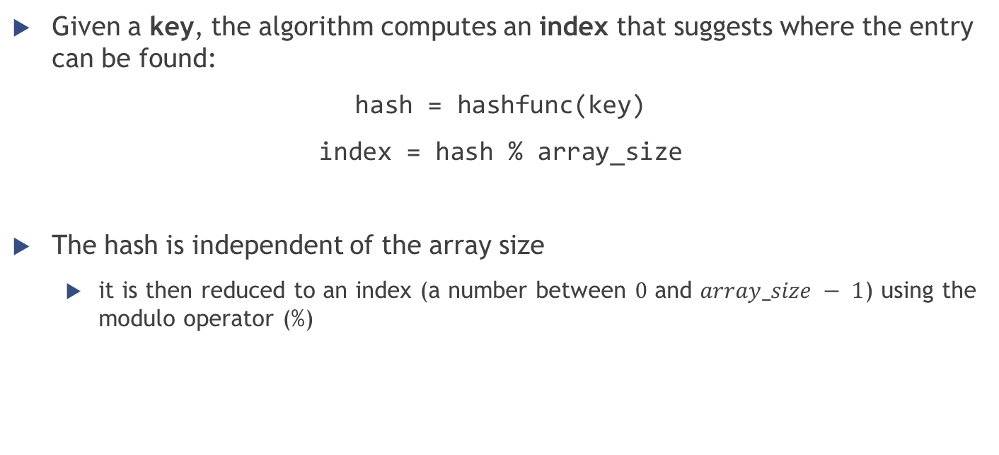 Given a key, the algorithm computes an index that suggests where the entry
can be found:
hash = hashfunc(key)
index = hash % array_size
The hash is independent of the array size
it is then reduced to an index (a number between 0 and array_size − 1) using the
modulo operator (%)